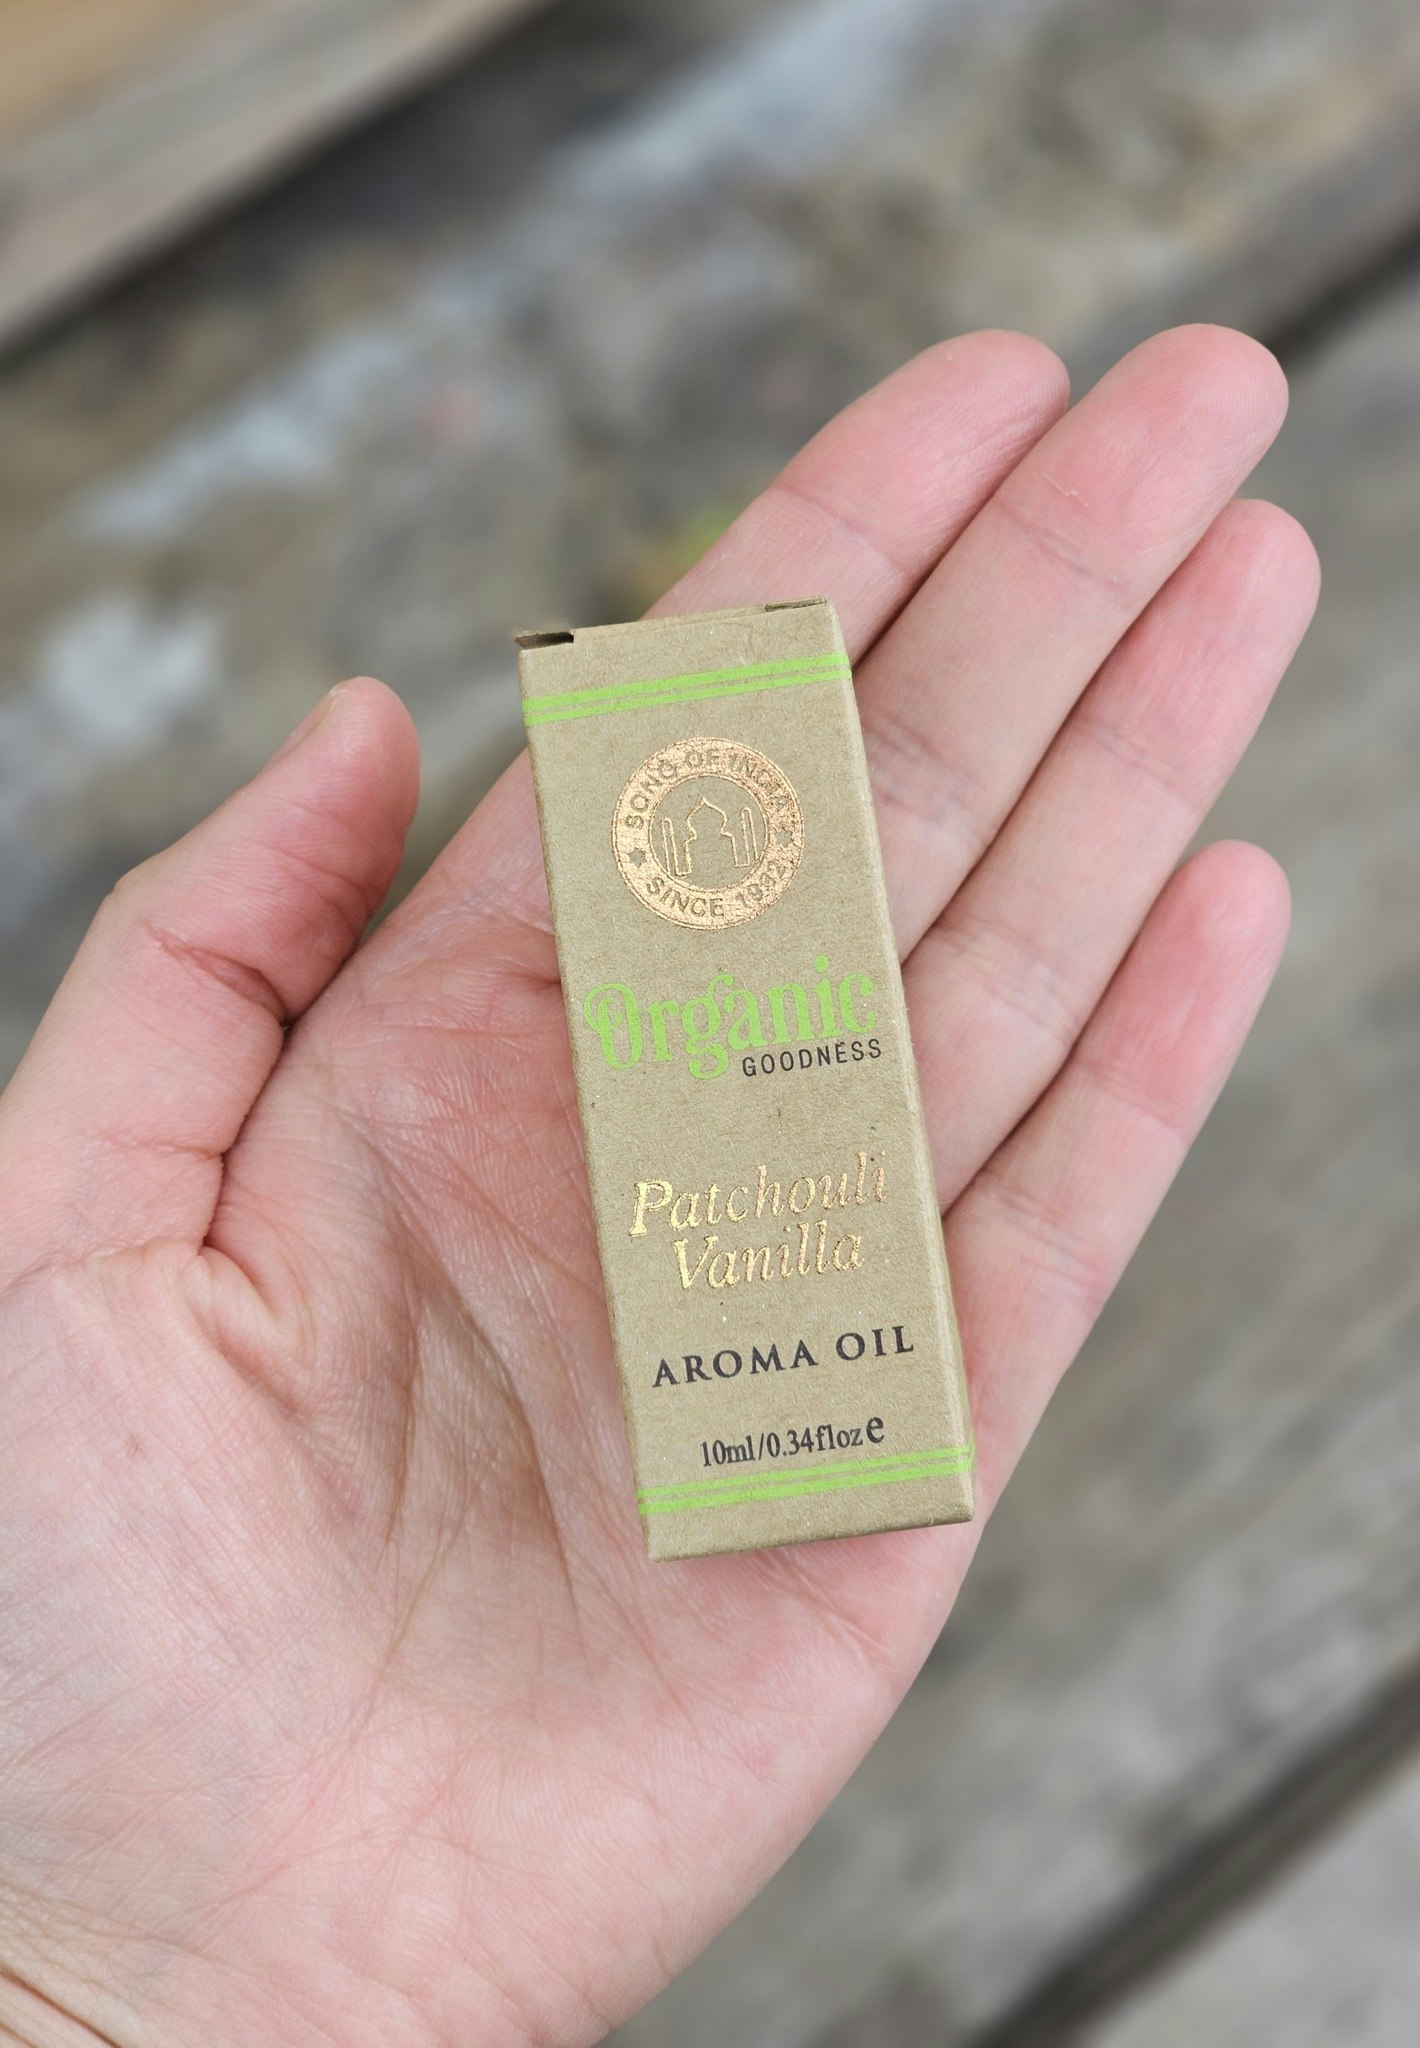 SONG OF INDIA
SINCE 1932
Organic
GOODNESS
Patchouli
Vanilla
AROMA OIL
10ml/0.34floz e